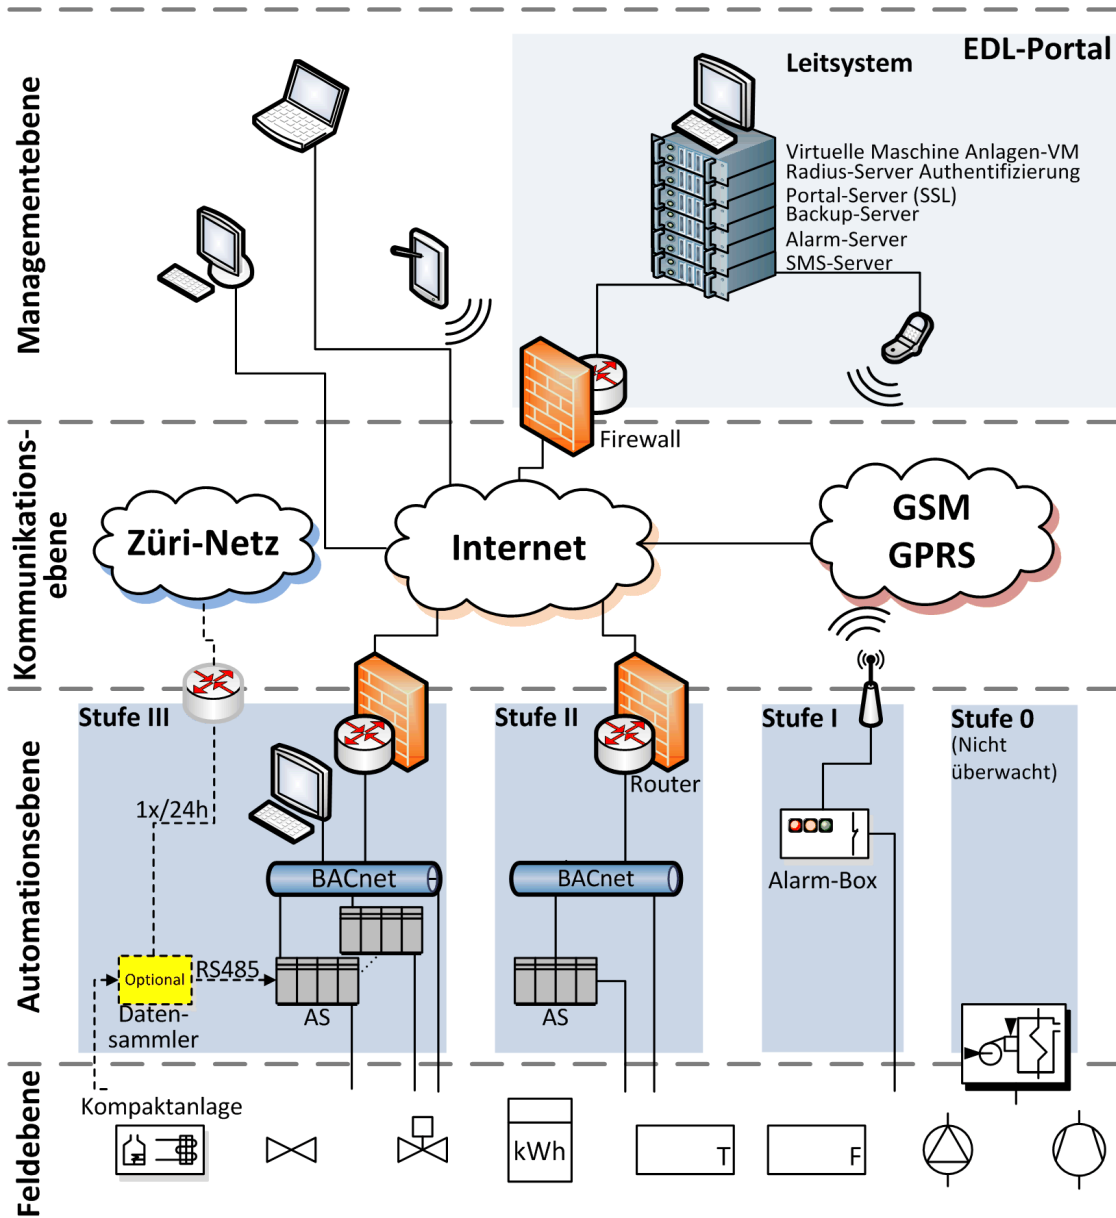 Managementebene
EDL-Portal
Leitsystem
Virtuelle Maschine Anlagen-VM
Radius-Server Authentifizierung
Portal-Server (SSL)
Backup-Server
Alarm-Server
SMS-Server
Firewall
Kommunikations-
ebene
Züri-Netz
Internet
GSM
GPRS
Automationsebene
Stufe III
1x/24h
BACnet
RS485
Optional
Daten-
sammler
AS
Stufe II
Router
BACnet
AS
Stufe I
Alarm-Box
Stufe 0
(Nicht
überwacht)
Feldebene
Kompaktanlage
kWh
T
F